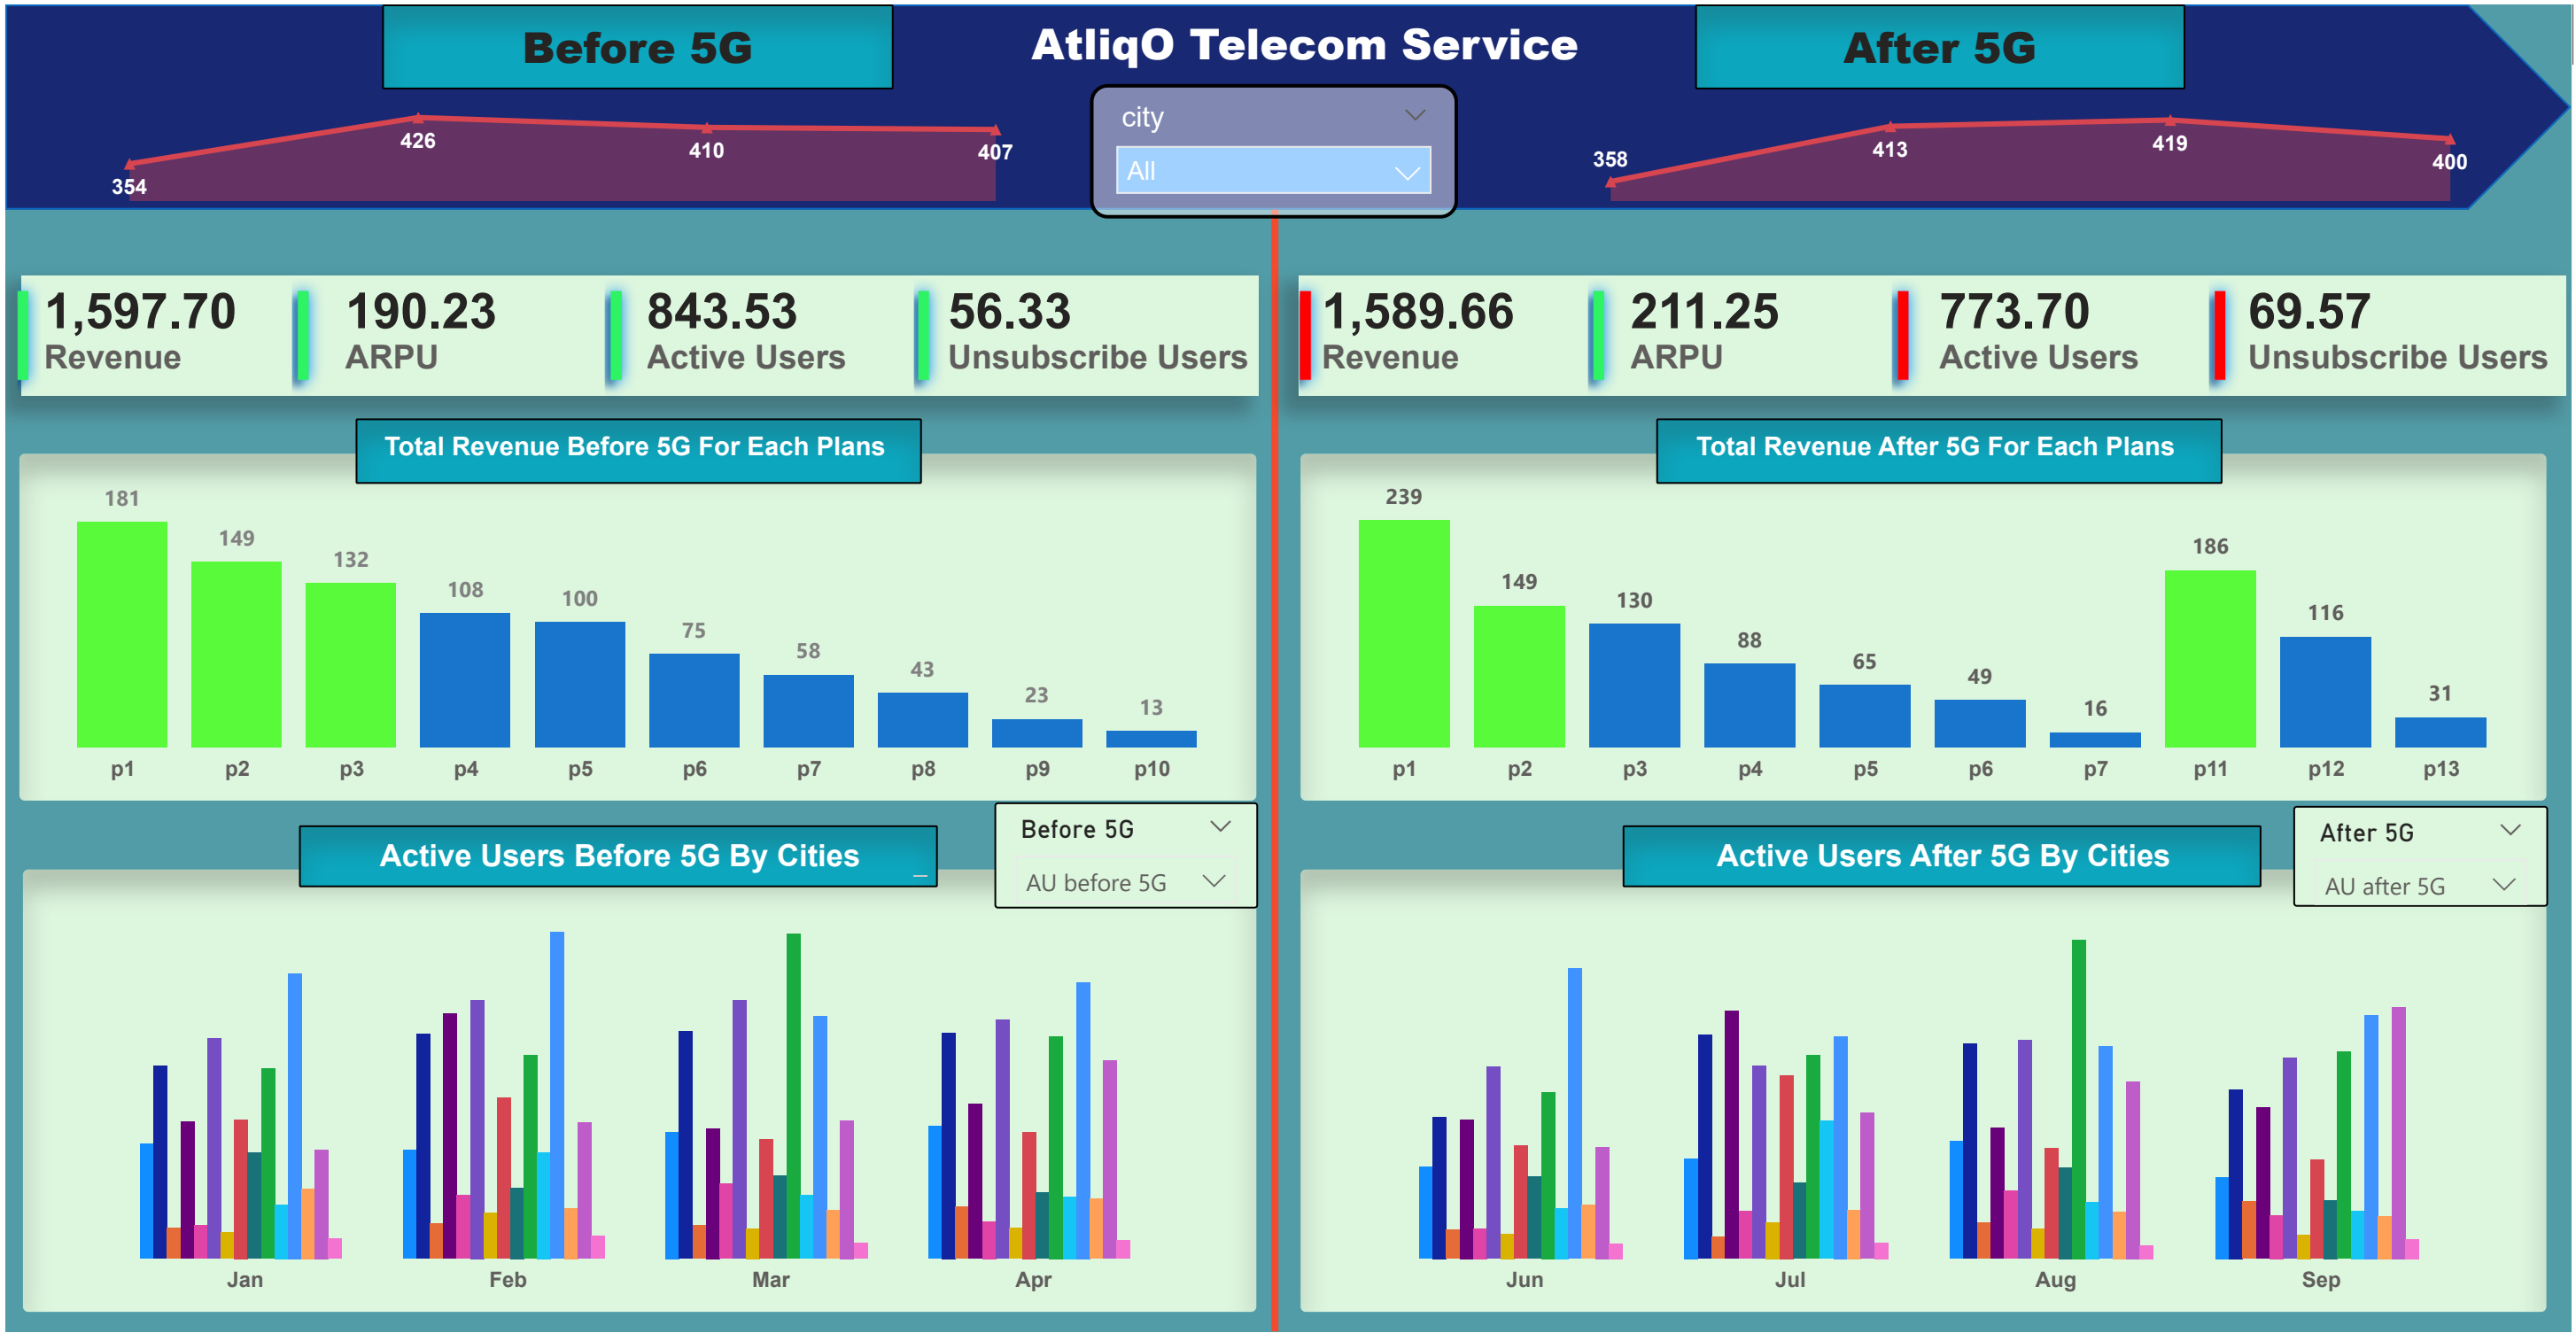 Before 5G
AtliqO Telecom Service
After 5G
city
All
354
426
410
407
358
413
419
400
1,597.70
Revenue
190.23
ARPU
843.53
Active Users
56.33
Unsubscribe Users
1,589.66
Revenue
211.25
ARPU
773.70
Active Users
69.57
Unsubscribe Users
Total Revenue Before 5G For Each Plans
181
149
132
108
100
75
58
43
23
13
p1
p2
p3
p4
p5
p6
p7
p8
p9
p10
Total Revenue After 5G For Each Plans
239
149
130
88
65
49
16
186
116
31
p1
p2
p3
p4
p5
p6
p7
p11
p12
p13
Active Users Before 5G By Cities _
Before 5G
AU before 5G
Jan
Feb
Mar
Apr
Active Users After 5G By Cities
After 5G
AU after 5G
Jun
Jul
Aug
Sep